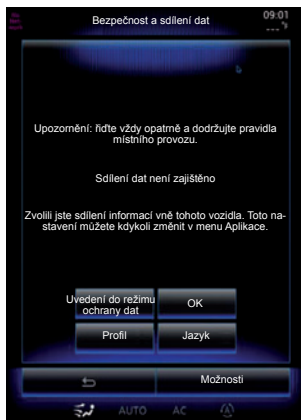 Bezpečnost a sdílení dat
09:01
Upozornění: řiďte vždy opatrně a dodržujte pravidla
místního provozu.
Sdílení dat není zajištěno
Zvolili jste sdílení informací vně tohoto vozidla. Toto na-
stavení můžete kdykoli změnit v menu Aplikace.
Uvedení do režimu
ochrany dat
OK
Profil
Jazyk
Možnosti
AUTO
AC